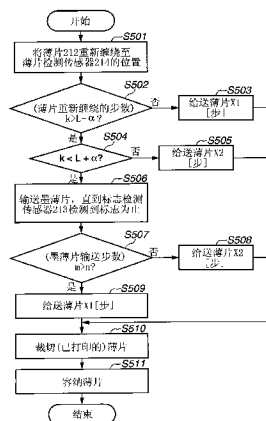 开始
S501
将薄片212重新缠绕至
薄片检测传感器214的位置
S502
(薄片重新缠绕的步数)
k>L-α?
否
S503
给送薄片X1
[步]
是
S504
k<L+α?
否
S505
给送薄片X2
[步]
是
S506
输送墨薄片,直到标志检测
传感器213检测到标志为止
S507
(墨薄片输送步数)
m>n?
否
S508
给送薄片X2
[步]
是
S509
给送薄片X1[步]
S510
裁切(已打印的)薄片
S511
容纳薄片
结束